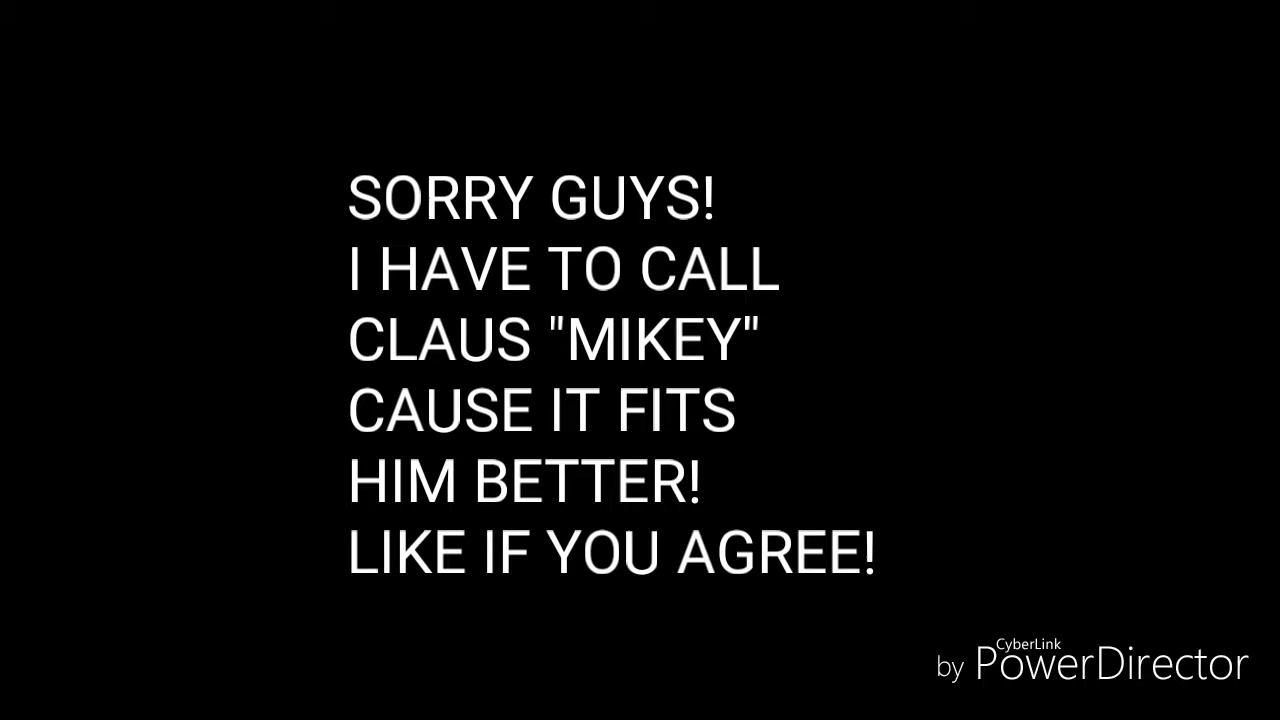 SORRY GUYS!
I HAVE TO CALL
CLAUS "MIKEY"
CAUSE IT FITS
HIM BETTER!
LIKE IF YOU AGREE!
CyberLink
by PowerDirector